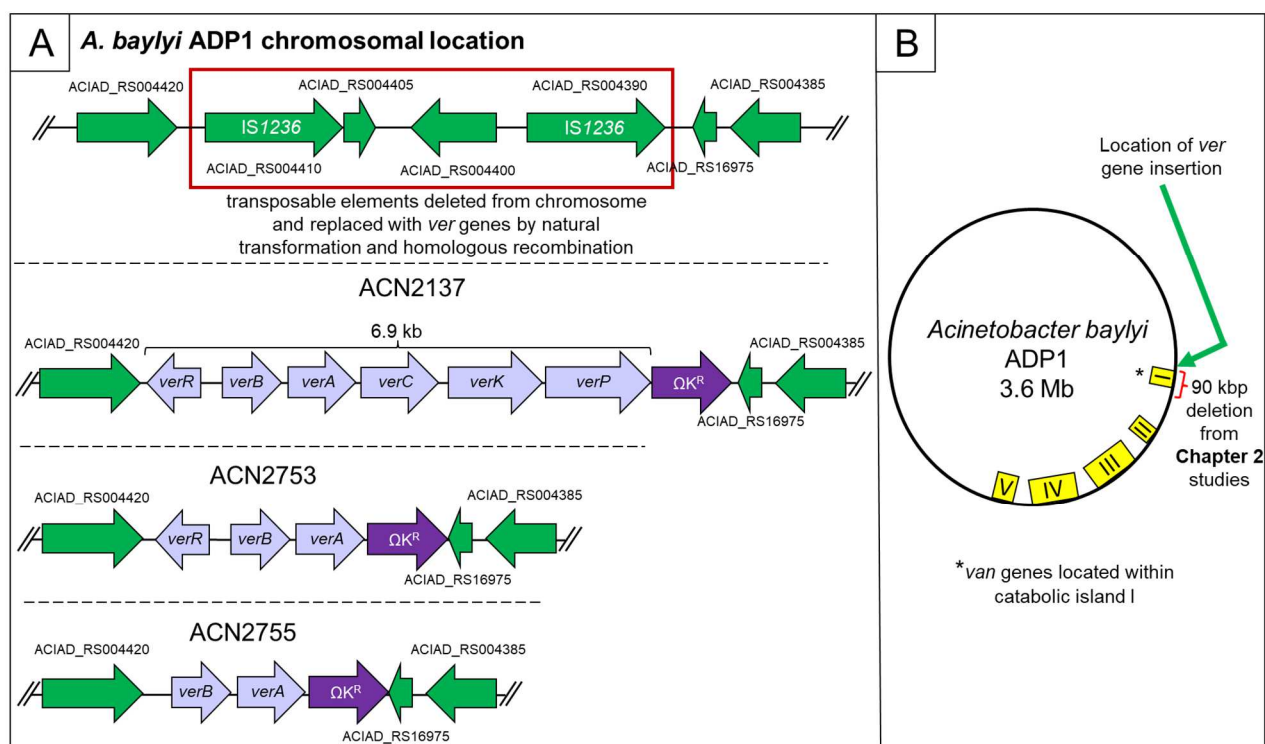 A
A. baylyi ADP1 chromosomal location
ACIAD_RS004420
ACIAD_RS004405
ACIAD_RS004390
ACIAD_RS004385
IS1236
IS1236
ACIAD_RS004410
ACIAD_RS004400
ACIAD_RS16975
transposable elements deleted from chromosome
and replaced with ver genes by natural
transformation and homologous recombination
ACN2137
6.9 kb
ACIAD_RS004420
ACIAD_RS004385
verR
verB
verA
verC
verK
verP
ΩKR
ACIAD_RS16975
ACN2753
ACIAD_RS004420
ACIAD_RS004385
verR
verB
verA
ΩKR
ACIAD_RS16975
ACN2755
ACIAD_RS004420
ACIAD_RS004385
verB
verA
ΩKR
ACIAD_RS16975
B
Location of ver
gene insertion
Acinetobacter baylyi
ADP1
3.6 Mb
*
I
90 kbp
deletion
from
Chapter 2
studies
II
III
IV
V
*van genes located within
catabolic island I